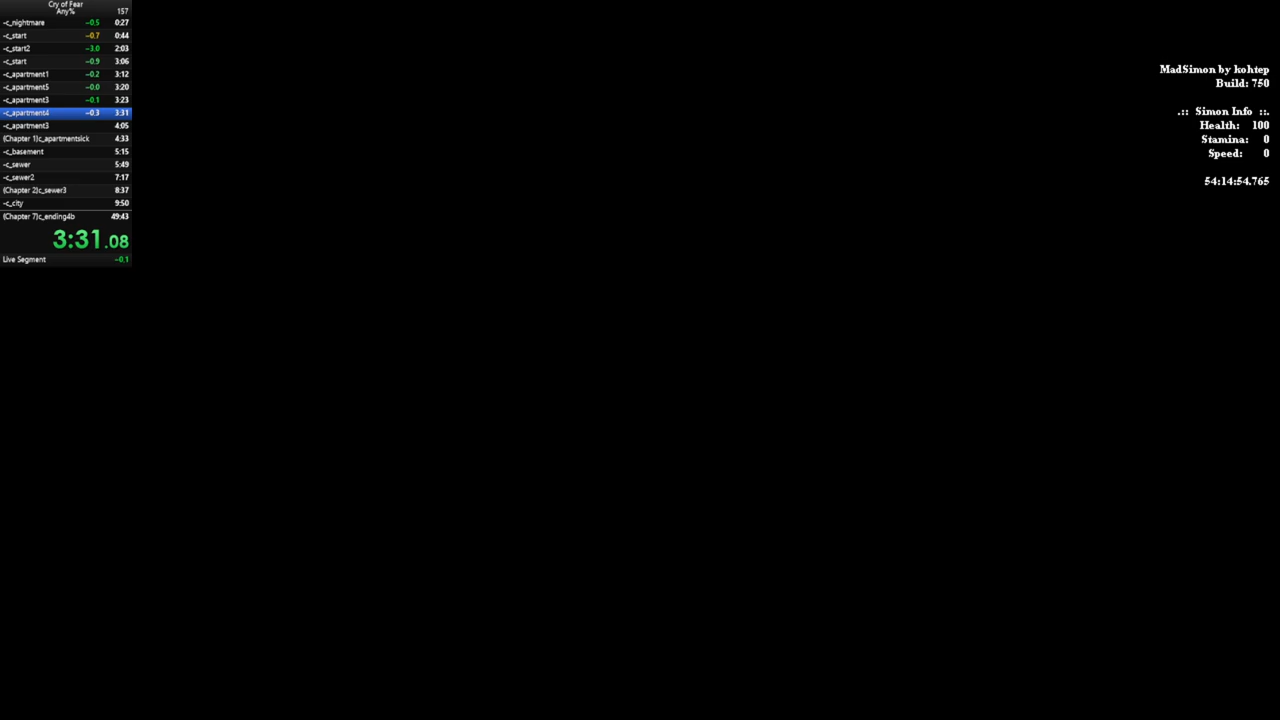 Cry of Fear
Any% 157
-c_nightmare −0.5 0:27
-c_start −0.7 0:44
-c_start2 −3.0 2:03
-c_start −0.9 3:06
-c_apartment1 −0.2 3:12
-c_apartment5 −0.0 3:20
-c_apartment3 −0.1 3:23
-c_apartment4 −0.3 3:31
-c_apartment3 4:05
(Chapter 1)c_apartmentsick 4:33
-c_basement 5:15
-c_sewer 5:49
-c_sewer2 7:17
(Chapter 2)c_sewer3 8:37
-c_city 9:50
(Chapter 7)c_ending4b 49:43
3:31.08
Live Segment −0.1
MadSimon by kohtep
Build: 750
.:: Simon Info ::.
Health: 100
Stamina: 0
Speed: 0
54:14:54.765